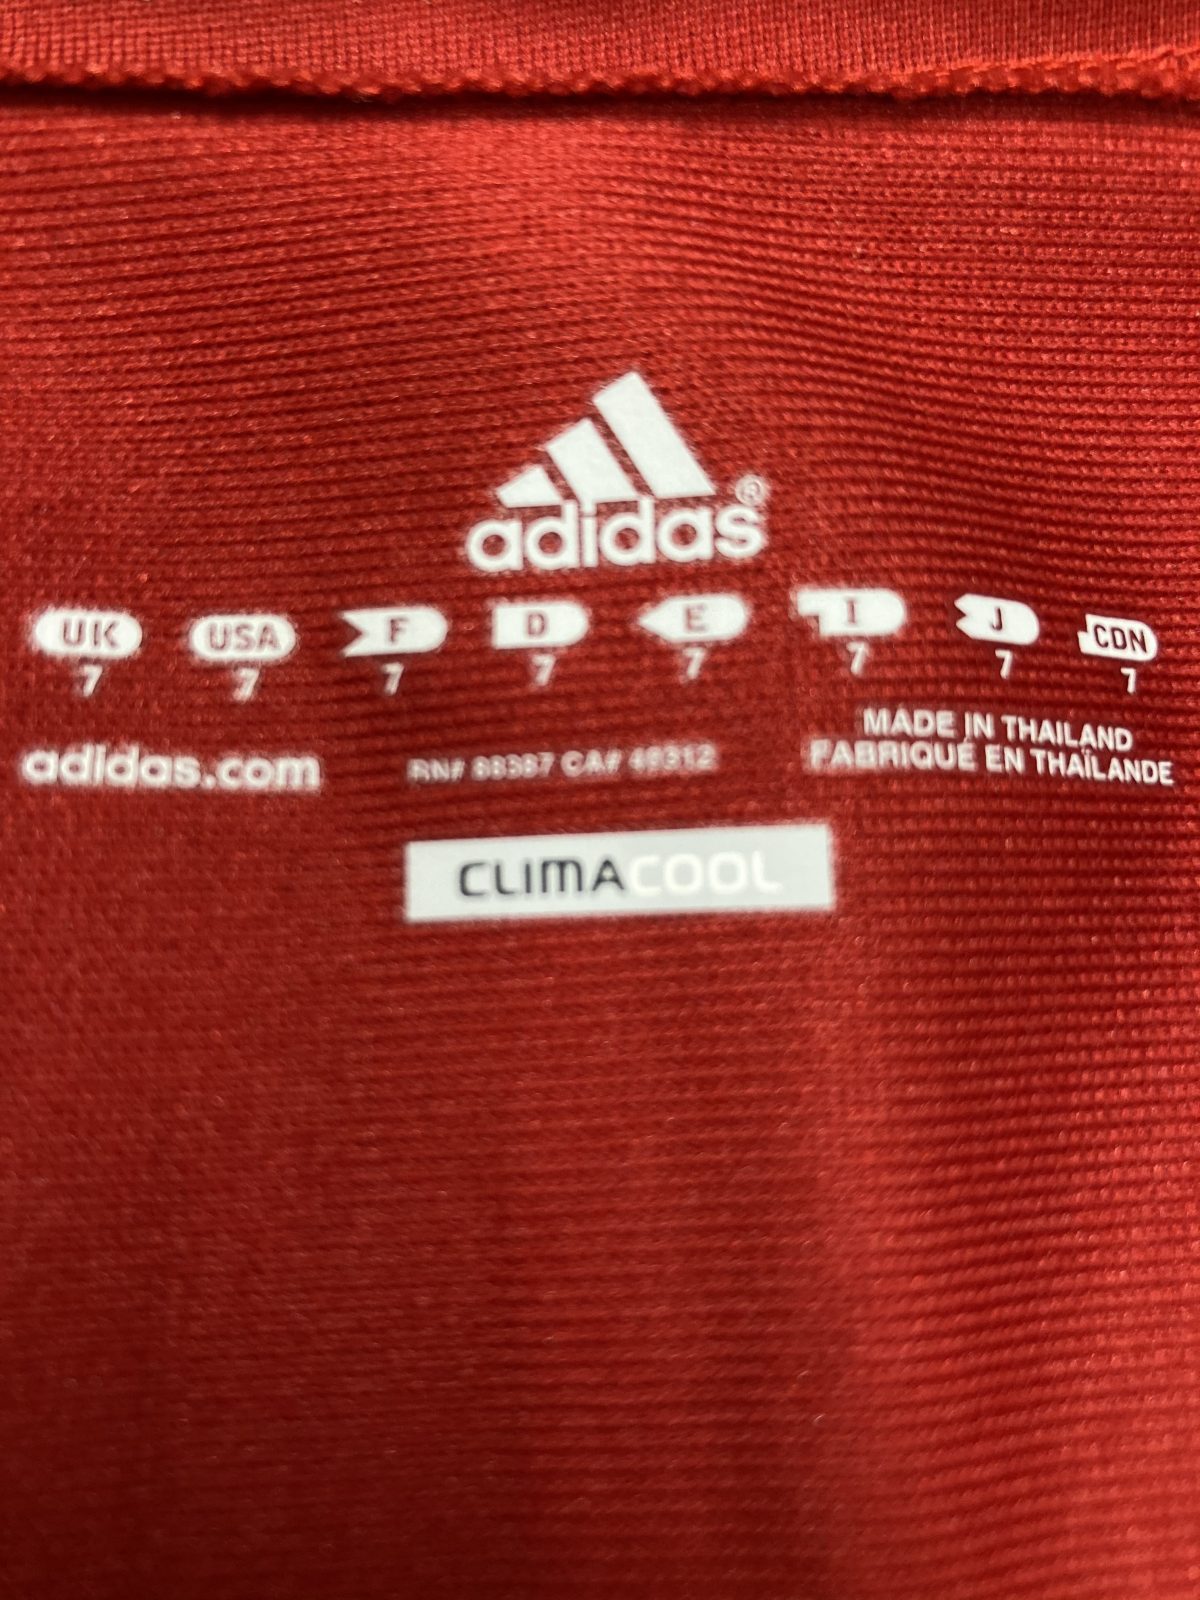 adidas®
UK USA F D E I J CDN
7 7 7 7 7 7 7 7
adidas.com
RN# 88387 CA# 49312
MADE IN THAILAND
FABRIQUÉ EN THAÏLANDE
CLIMACOOL